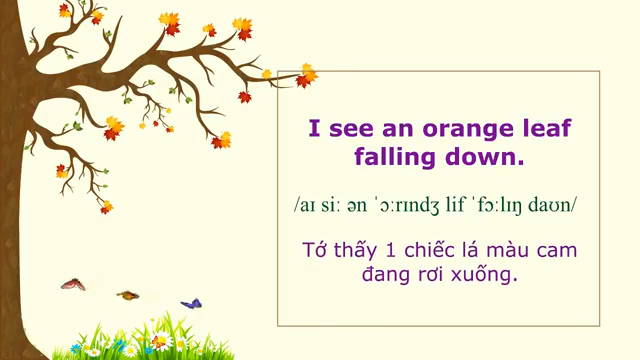 I see an orange leaf
falling down.
/aɪ siː ən ˈɔːrɪndʒ lif ˈfɔːlɪŋ daʊn/
Tớ thấy 1 chiếc lá màu cam
đang rơi xuống.